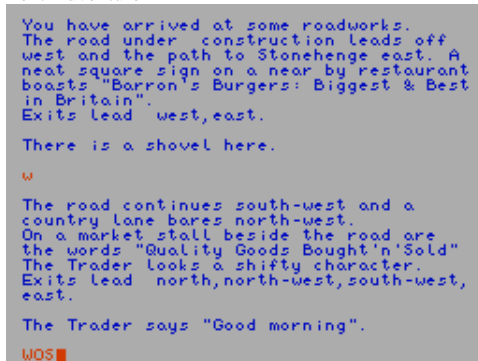 You have arrived at some roadworks.
The road under  construction leads off
west and the path to Stonehenge east. A
neat square sign on a near by restaurant
boasts "Barron's Burgers: Biggest & Best
in Britain".
Exits lead  west,east.
There is a shovel here.
w
The road continues south-west and a
country lane bares north-west.
On a market stall beside the road are
the words "Quality Goods Bought'n'Sold"
The Trader looks a shifty character.
Exits lead  north,north-west,south-west,
east.
The Trader says "Good morning".
WOS